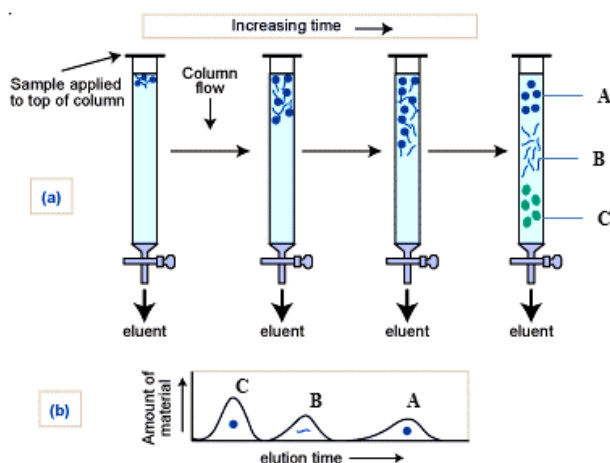 Increasing time
Sample applied
to top of column
Column
flow
A
B
C
(a)
eluent
eluent
eluent
eluent
(b)
Amount of
material
C
B
A
elution time